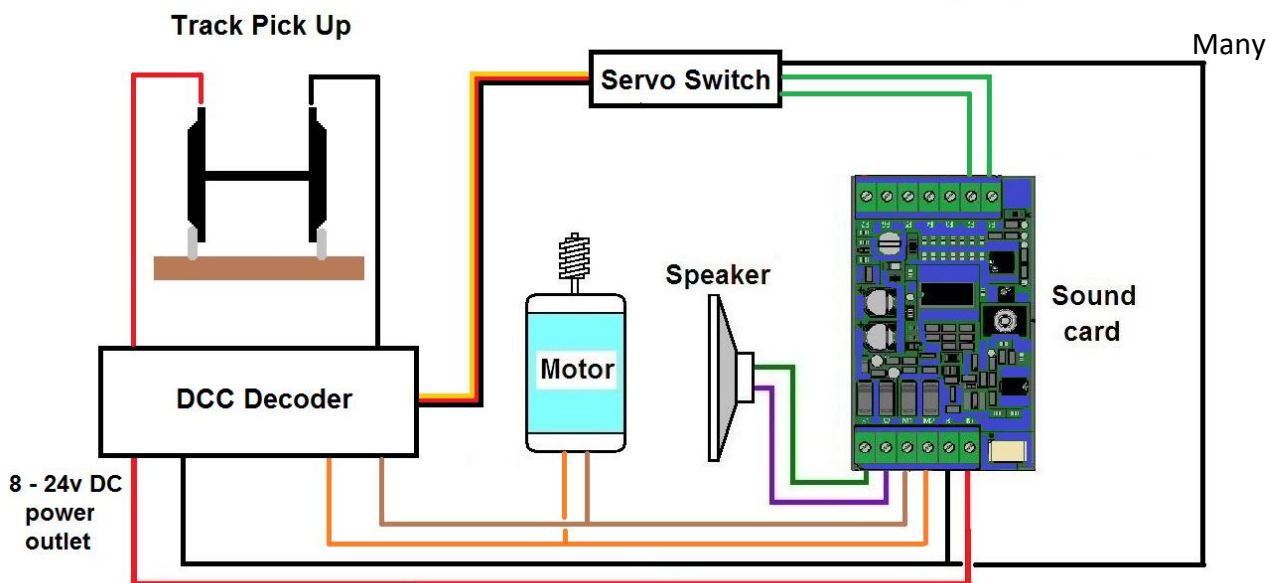 Track Pick Up
Many
Servo Switch
Speaker
Sound
card
Motor
DCC Decoder
8 - 24v DC
power
outlet